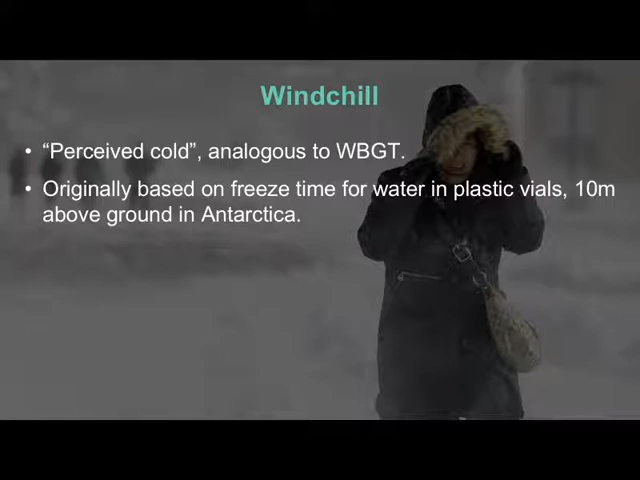 Windchill
• “Perceived cold”, analogous to WBGT.
• Originally based on freeze time for water in plastic vials, 10m
above ground in Antarctica.